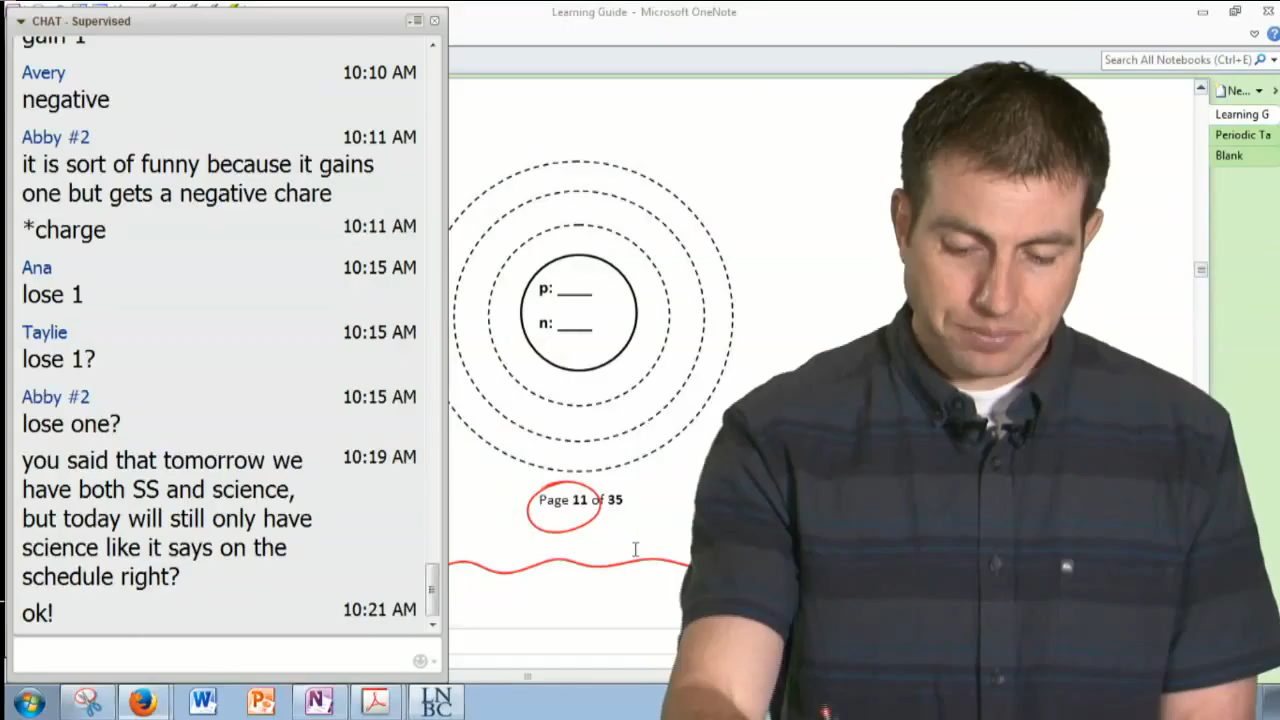 CHAT - Supervised
Learning Guide - Microsoft OneNote
Search All Notebooks (Ctrl+E)
Ne...
Learning G
Periodic Ta
Blank
gain 1
Avery 10:10 AM
negative
Abby #2 10:11 AM
it is sort of funny because it gains
one but gets a negative chare
*charge 10:11 AM
Ana 10:15 AM
lose 1
Taylie 10:15 AM
lose 1?
Abby #2 10:15 AM
lose one?
you said that tomorrow we 10:19 AM
have both SS and science,
but today will still only have
science like it says on the
schedule right?
ok! 10:21 AM
p: ____
n: ____
Page 11 of 35
LN
BC